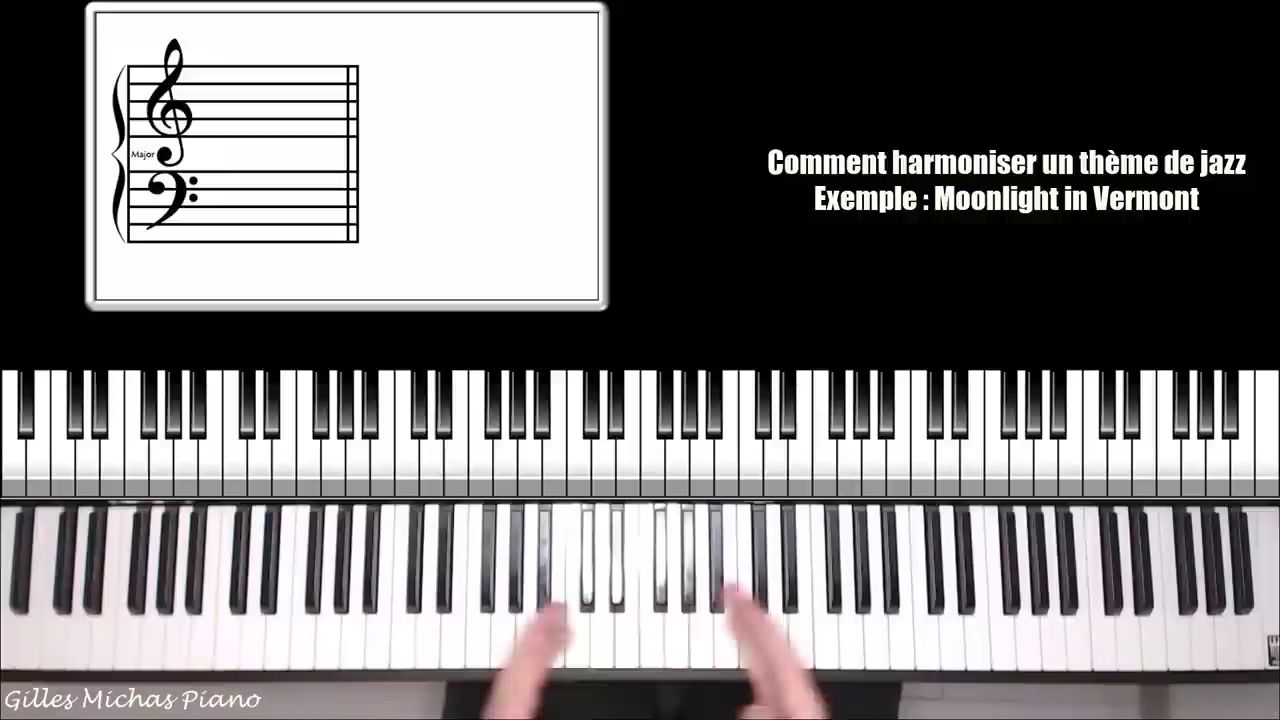 Major
Comment harmoniser un thème de jazz
Exemple : Moonlight in Vermont
Gilles Michas Piano